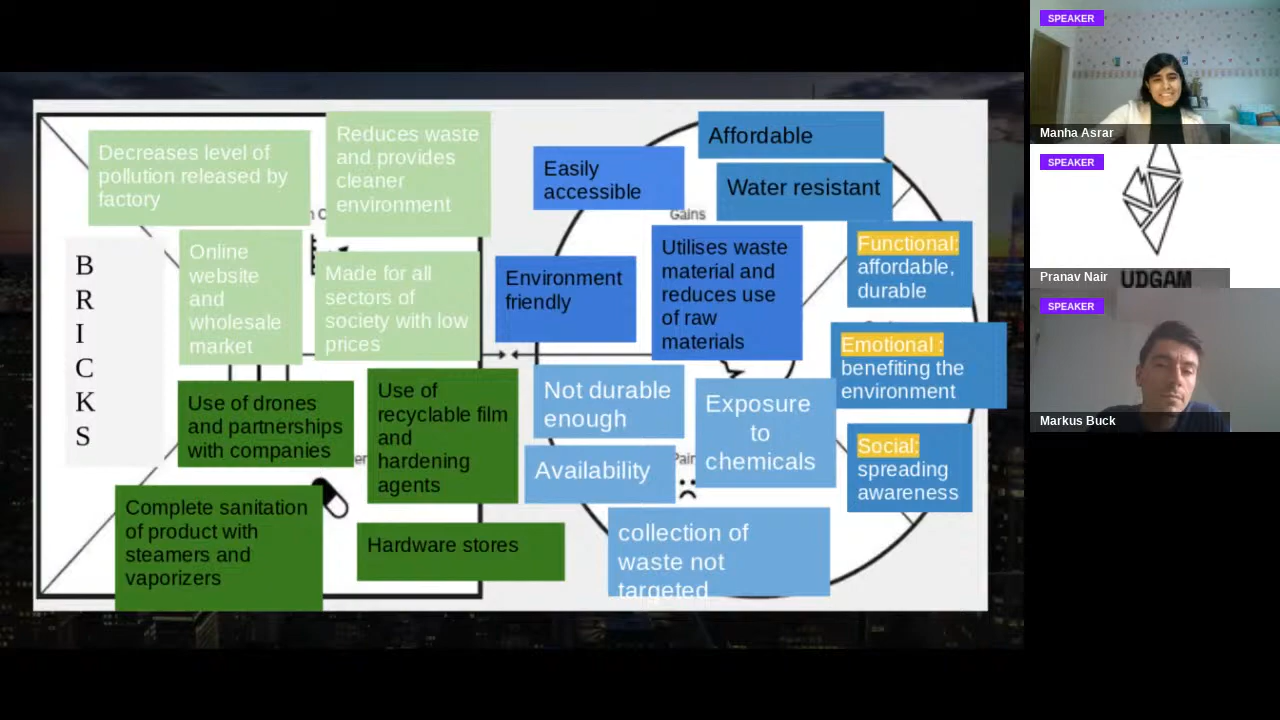 Decreases level of
pollution released by
factory
Reduces waste
and provides
cleaner
environment
B
R
I
C
K
S
Online
website
and
wholesale
market
Made for all
sectors of
society with low
prices
Use of drones
and partnerships
with companies
Use of
recyclable film
and
hardening
agents
Complete sanitation
of product with
steamers and
vaporizers
Hardware stores
Easily
accessible
Affordable
Water resistant
Gains
Environment
friendly
Utilises waste
material and
reduces use
of raw
materials
Functional:
affordable,
durable
Emotional :
benefiting the
environment
Social:
spreading
awareness
Not durable
enough
Exposure
to
chemicals
Availability
collection of
waste not
targeted
SPEAKER
Manha Asrar
SPEAKER
Pranav Nair
UDGAM
SPEAKER
Markus Buck